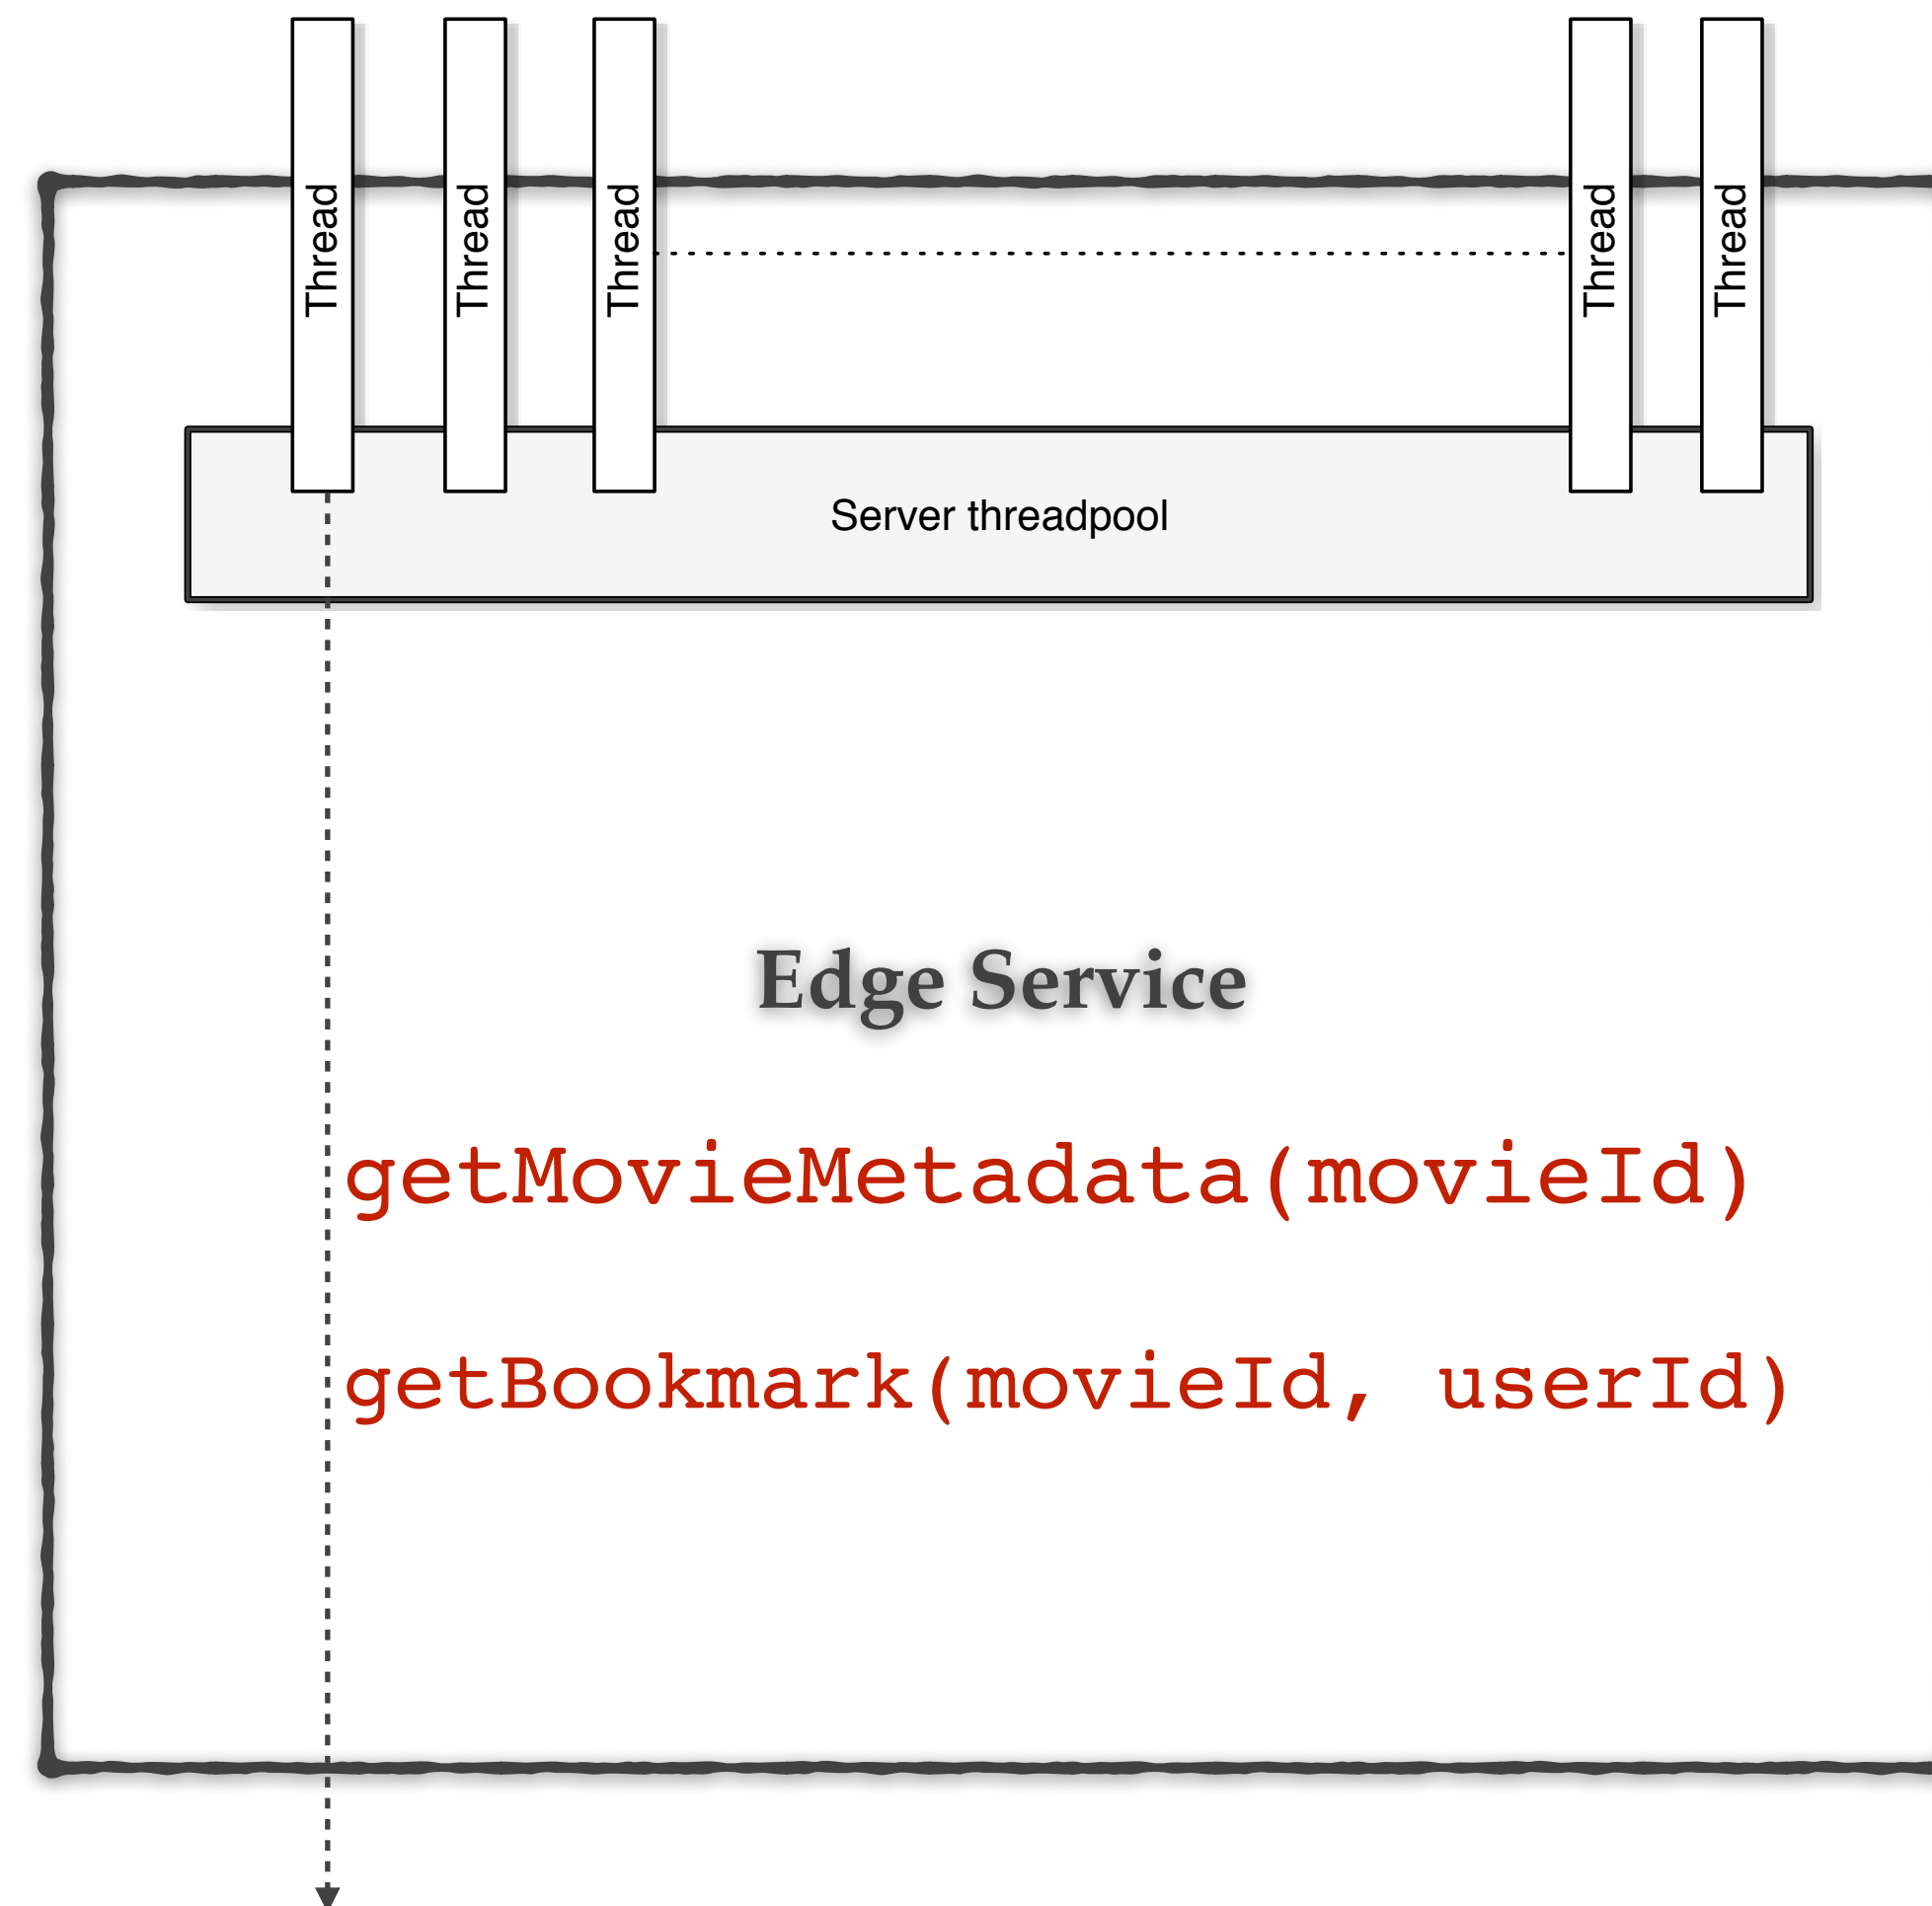 Thread
Thread
Thread
Thread
Thread
Server threadpool
Edge Service
getMovieMetadata(movieId)
getBookmark(movieId, userId)